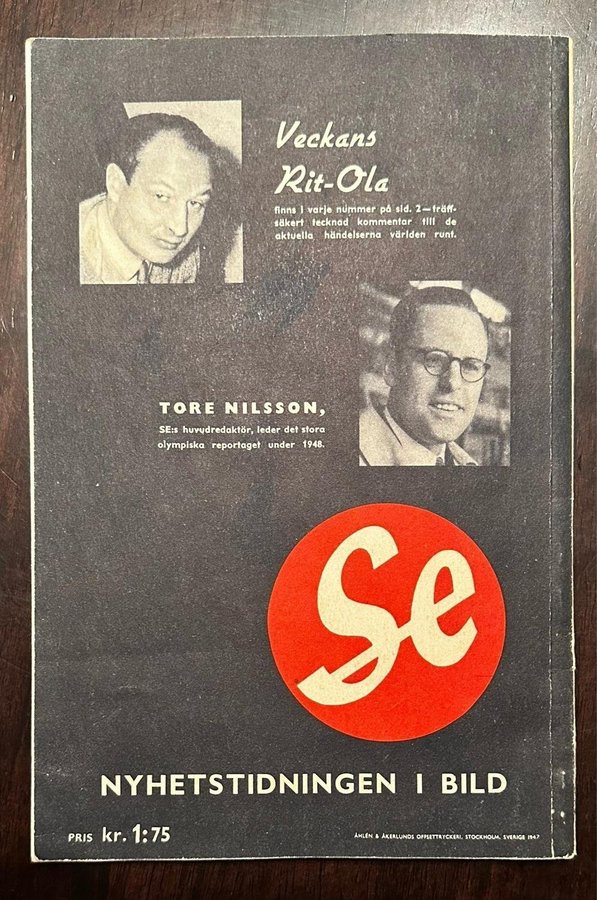 Veckans
Rit-Ola
finns i varje nummer på sid. 2—träff-
säkert tecknad kommentar till de
aktuella händelserna världen runt.
TORE NILSSON,
SE:s huvudredaktör, leder det stora
olympiska reportaget under 1948.
Se
NYHETSTIDNINGEN I BILD
PRIS kr. 1:75
ÅHLÉN & ÅKERLUNDS OFFSETTRYCKERI, STOCKHOLM, SVERIGE 1947